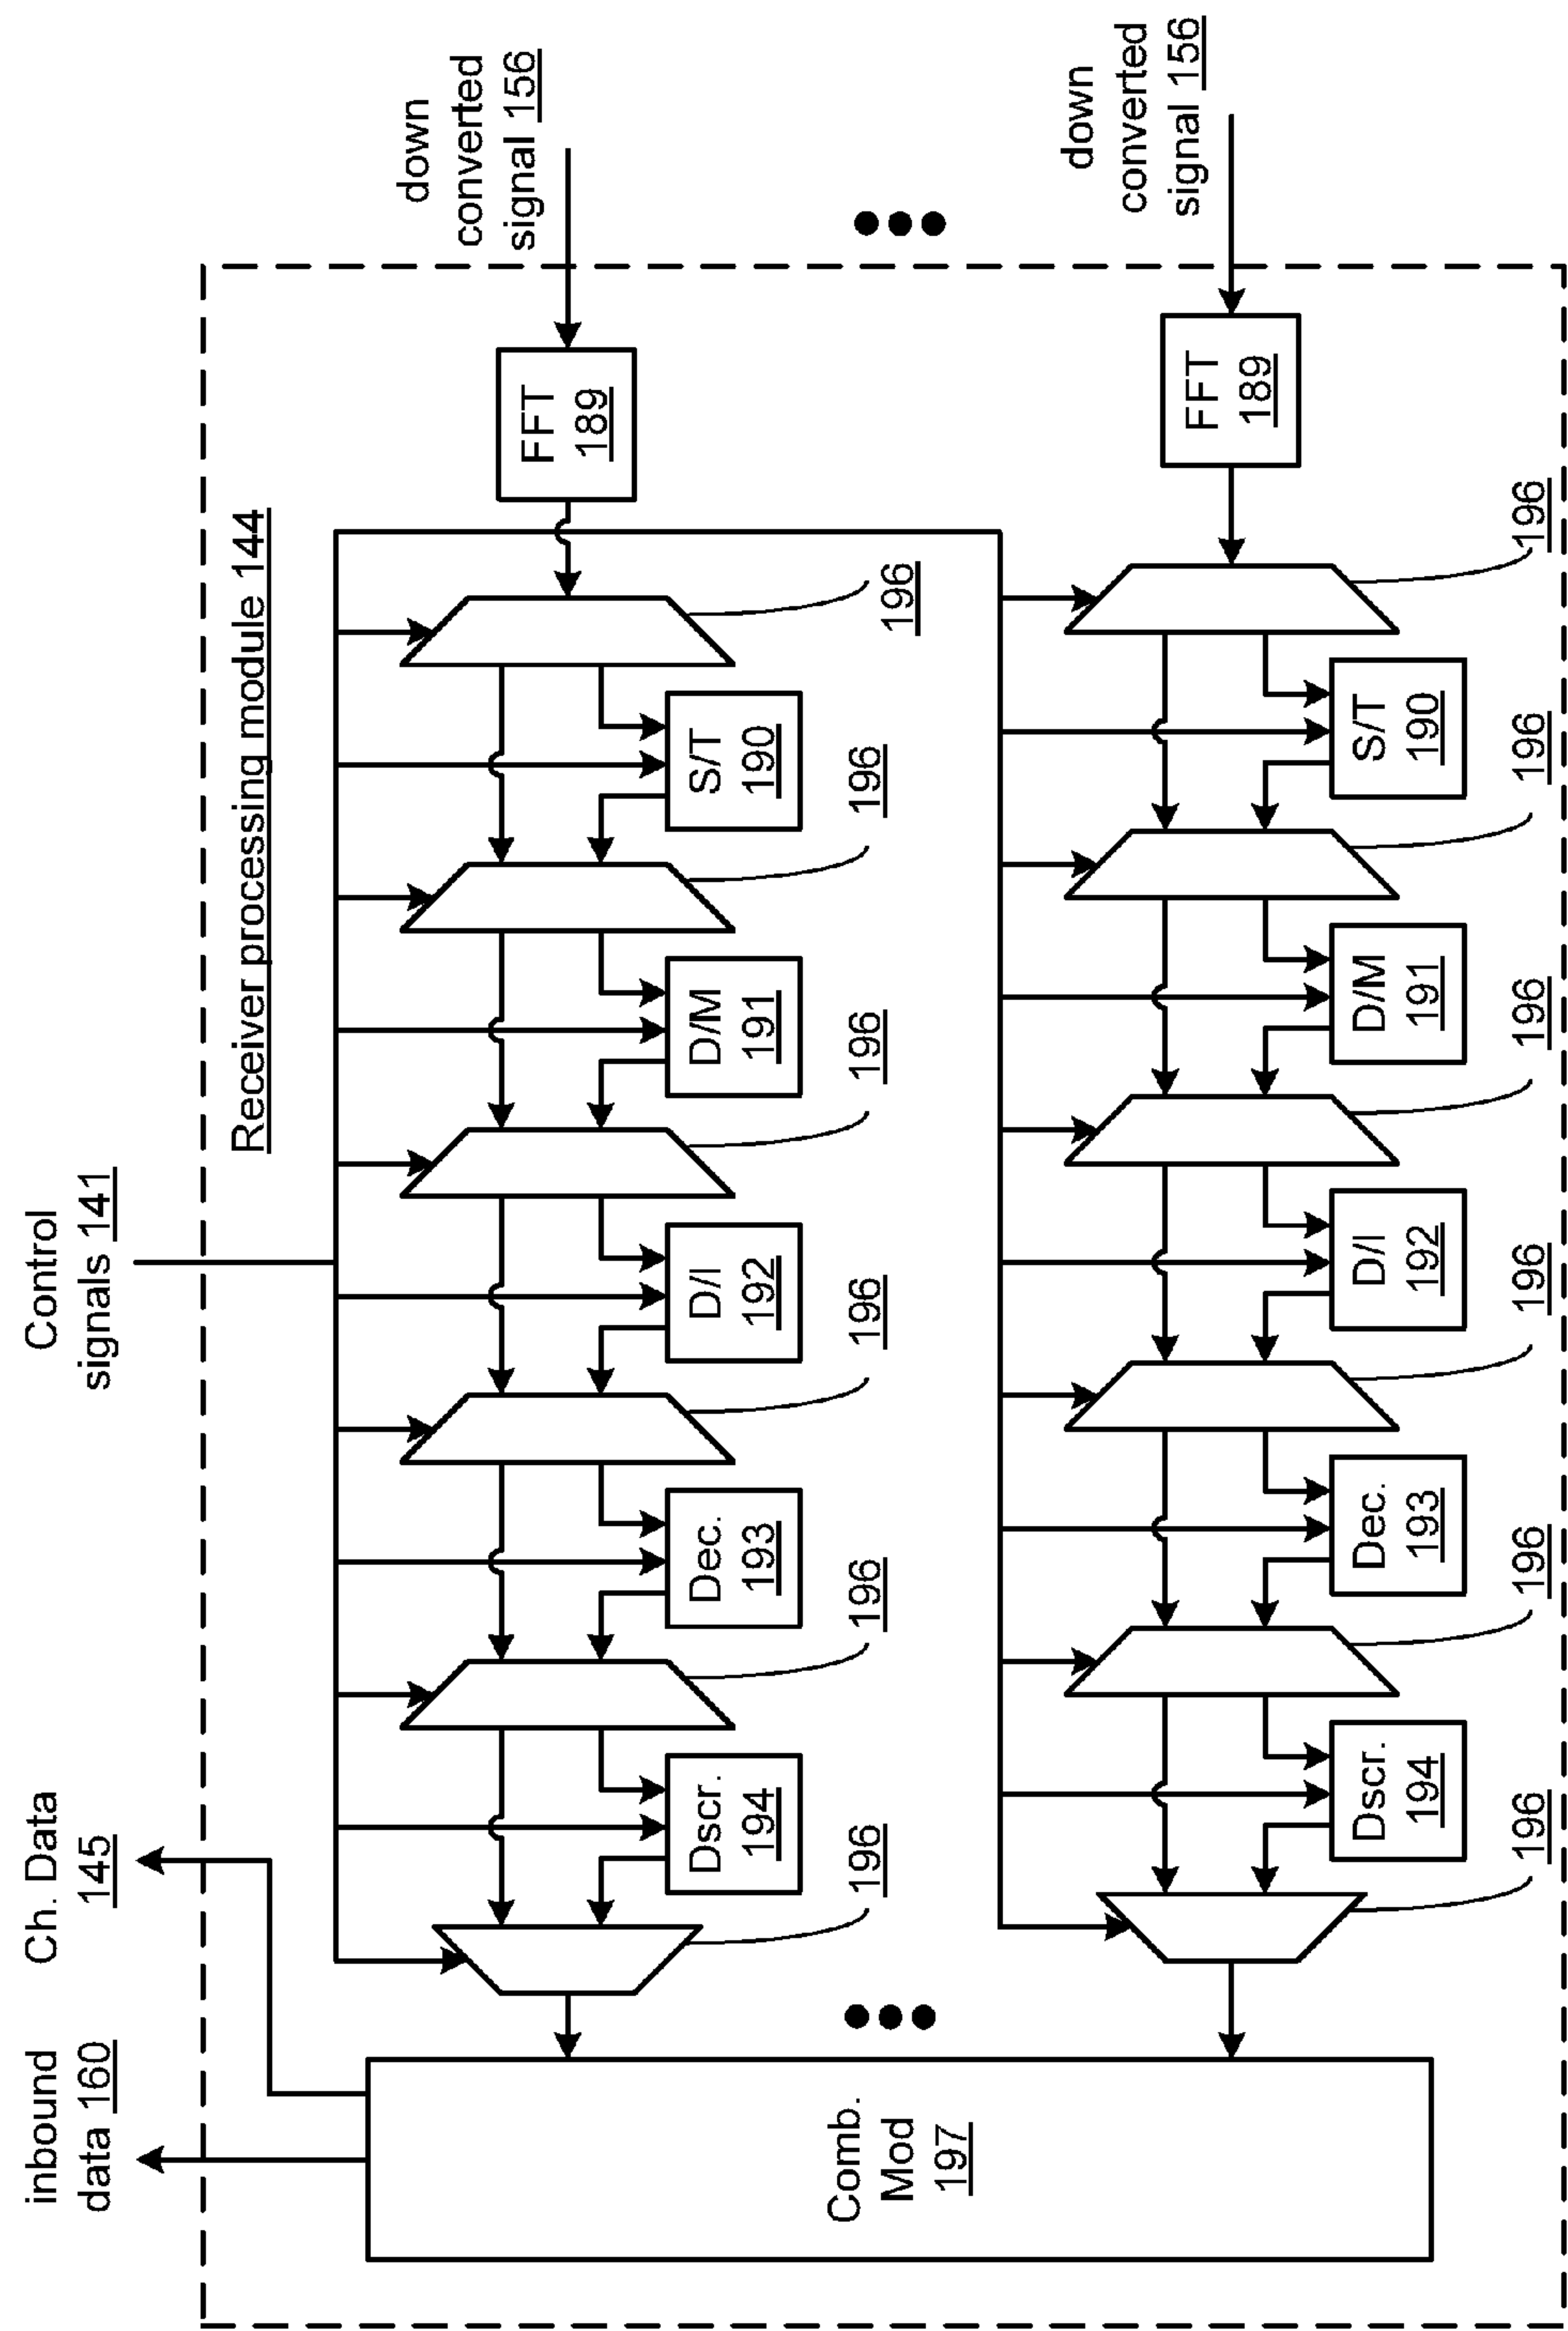 inbound
data 160
Ch. Data
145
Control
signals 141
Receiver processing module 144
Comb.
Mod
197
196
Dscr.
194
196
Dec.
193
196
D/I
192
196
D/M
191
196
S/T
190
196
FFT
189
down
converted
signal 156
196
Dscr.
194
196
Dec.
193
196
D/I
192
196
D/M
191
196
S/T
190
196
FFT
189
down
converted
signal 156